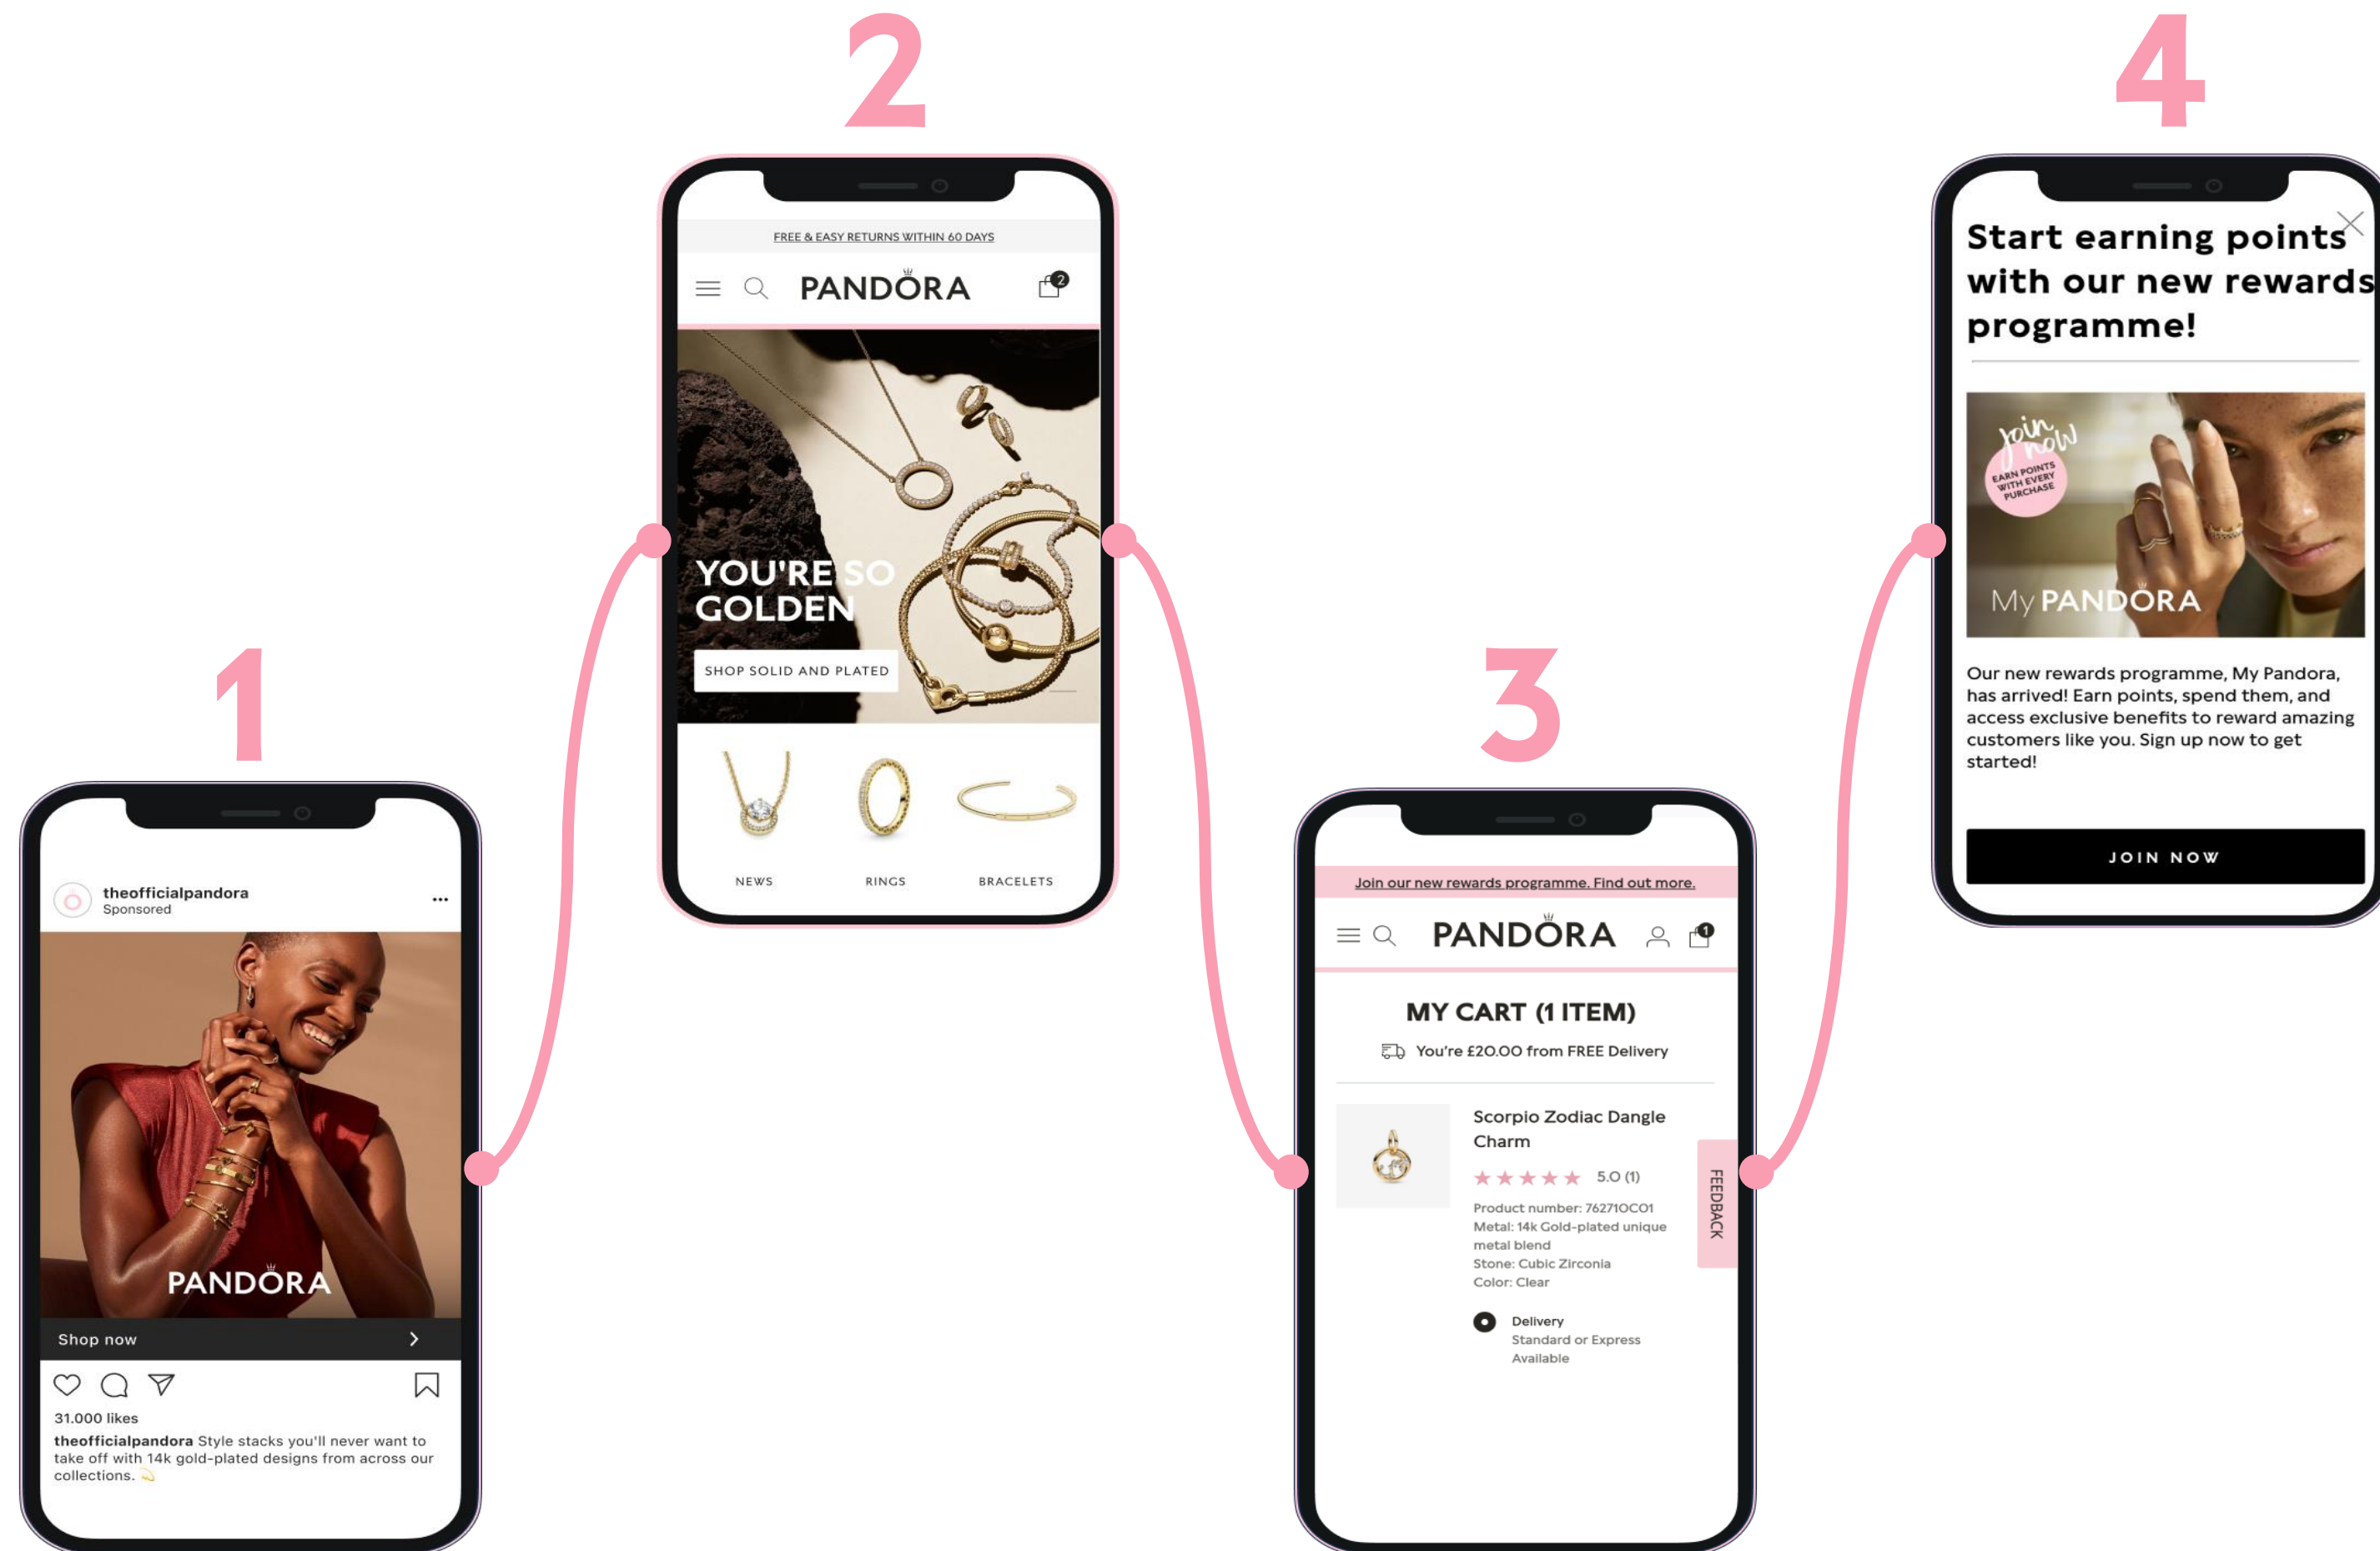 1
theofficialpandora
Sponsored
PANDÖRA
Shop now
31.000 likes
theofficialpandora Style stacks you'll never want to
take off with 14k gold-plated designs from across our
collections. 💫
2
FREE & EASY RETURNS WITHIN 60 DAYS
PANDÖRA
2
YOU'RE SO
GOLDEN
SHOP SOLID AND PLATED
NEWS
RINGS
BRACELETS
3
Join our new rewards programme. Find out more.
PANDÖRA
1
MY CART (1 ITEM)
You're £20.00 from FREE Delivery
Scorpio Zodiac Dangle
Charm
5.0 (1)
Product number: 762710C01
Metal: 14k Gold-plated unique
metal blend
Stone: Cubic Zirconia
Color: Clear
Delivery
Standard or Express
Available
FEEDBACK
4
Start earning points
with our new rewards
programme!
join
now
EARN POINTS
WITH EVERY
PURCHASE
My PANDÖRA
Our new rewards programme, My Pandora,
has arrived! Earn points, spend them, and
access exclusive benefits to reward amazing
customers like you. Sign up now to get
started!
JOIN NOW